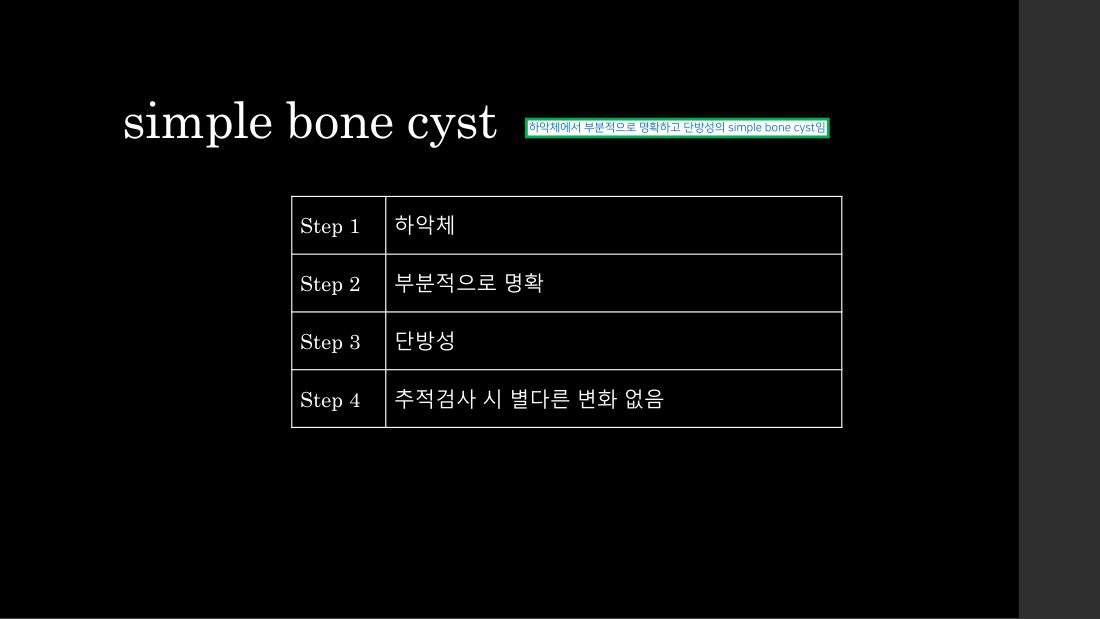 simple bone cyst
하악체에서 부분적으로 명확하고 단방성의 simple bone cyst임
Step 1 하악체
Step 2 부분적으로 명확
Step 3 단방성
Step 4 추적검사 시 별다른 변화 없음